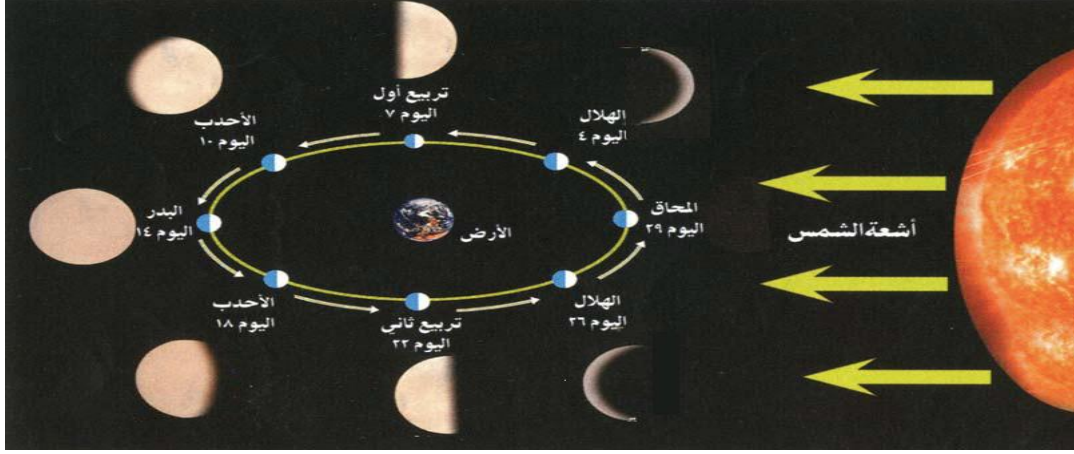 تربيع أول
اليوم ٧
الهلال
اليوم ٤
الأحدب
اليوم ١٠
المحاق
اليوم ٢٩
أشعة الشمس
الأرض
البدر
اليوم ١٤
الهلال
اليوم ٢٦
الأحدب
اليوم ١٨
تربيع ثاني
اليوم ٢٢